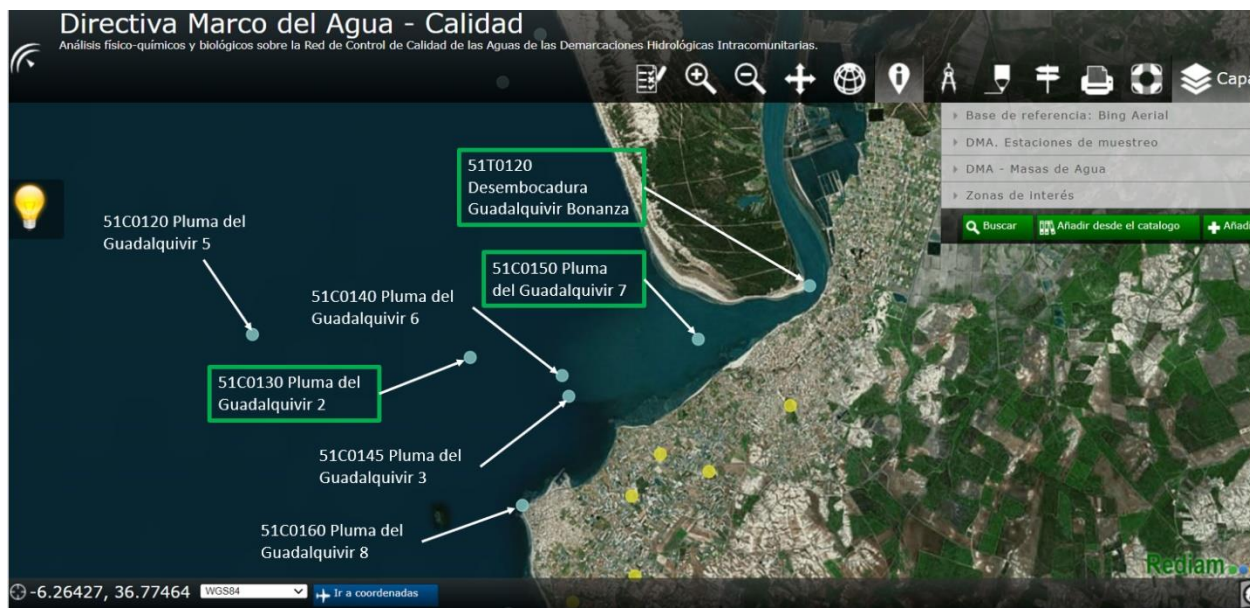 Directiva Marco del Agua - Calidad
Análisis físico-químicos y biológicos sobre la Red de Control de Calidad de las Aguas de las Demarcaciones Hidrológicas Intracomunitarias.
Base de referencia: Bing Aerial
DMA. Estaciones de muestreo
DMA - Masas de Agua
Zonas de interés
Buscar
Añadir desde el catalogo
51T0120
Desembocadura
Guadalquivir Bonanza
51C0120 Pluma del
Guadalquivir 5
51C0150 Pluma
del Guadalquivir 7
51C0140 Pluma del
Guadalquivir 6
51C0130 Pluma del
Guadalquivir 2
51C0145 Pluma del
Guadalquivir 3
51C0160 Pluma del
Guadalquivir 8
Rediam
-6.26427, 36.77464
WGS84
Ir a coordenadas